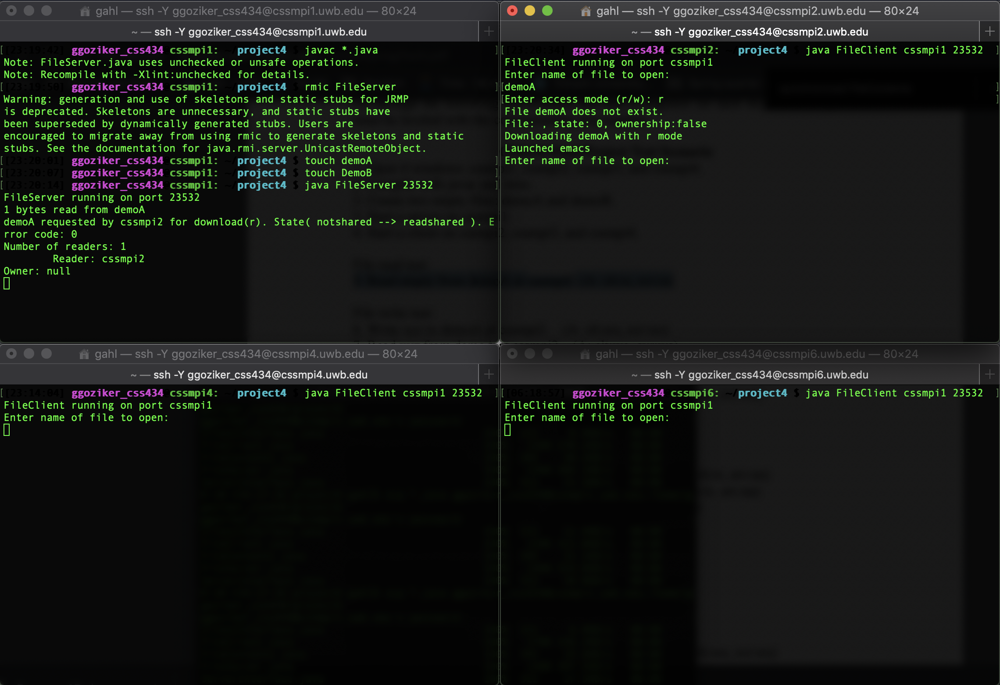 gahl — ssh -Y ggoziker_css434@cssmpi1.uwb.edu — 80×24
~ — ssh -Y ggoziker_css434@cssmpi1.uwb.edu
[[23:19:42] ggoziker_css434 cssmpi1: ~/project4 $ javac *.java ]
Note: FileServer.java uses unchecked or unsafe operations.
Note: Recompile with -Xlint:unchecked for details.
[[23:19:50] ggoziker_css434 cssmpi1: ~/project4 $ rmic FileServer ]
Warning: generation and use of skeletons and static stubs for JRMP
is deprecated. Skeletons are unnecessary, and static stubs have
been superseded by dynamically generated stubs. Users are
encouraged to migrate away from using rmic to generate skeletons and static
stubs. See the documentation for java.rmi.server.UnicastRemoteObject.
[[23:20:01] ggoziker_css434 cssmpi1: ~/project4 $ touch demoA ]
[[23:20:07] ggoziker_css434 cssmpi1: ~/project4 $ touch DemoB ]
[[23:20:14] ggoziker_css434 cssmpi1: ~/project4 $ java FileServer 23532 ]
FileServer running on port 23532
1 bytes read from demoA
demoA requested by cssmpi2 for download(r). State( notshared --> readshared ). E
rror code: 0
Number of readers: 1
Reader: cssmpi2
Owner: null
gahl — ssh -Y ggoziker_css434@cssmpi2.uwb.edu — 80×24
~ — ssh -Y ggoziker_css434@cssmpi2.uwb.edu
[[23:20:34] ggoziker_css434 cssmpi2: ~/project4 $ java FileClient cssmpi1 23532 ]
FileClient running on port cssmpi1
Enter name of file to open:
[demoA ]
[Enter access mode (r/w): r ]
File demoA does not exist.
File: , state: 0, ownership:false
Downloading demoA with r mode
Launched emacs
Enter name of file to open:
gahl — ssh -Y ggoziker_css434@cssmpi4.uwb.edu — 80×24
~ — ssh -Y ggoziker_css434@cssmpi4.uwb.edu
[[23:14:04] ggoziker_css434 cssmpi4: ~/project4 $ java FileClient cssmpi1 23532 ]
FileClient running on port cssmpi1
Enter name of file to open:
gahl — ssh -Y ggoziker_css434@cssmpi6.uwb.edu — 80×24
~ — ssh -Y ggoziker_css434@cssmpi6.uwb.edu
[[06:18:57] ggoziker_css434 cssmpi6: ~/project4 $ java FileClient cssmpi1 23532 ]
FileClient running on port cssmpi1
Enter name of file to open: